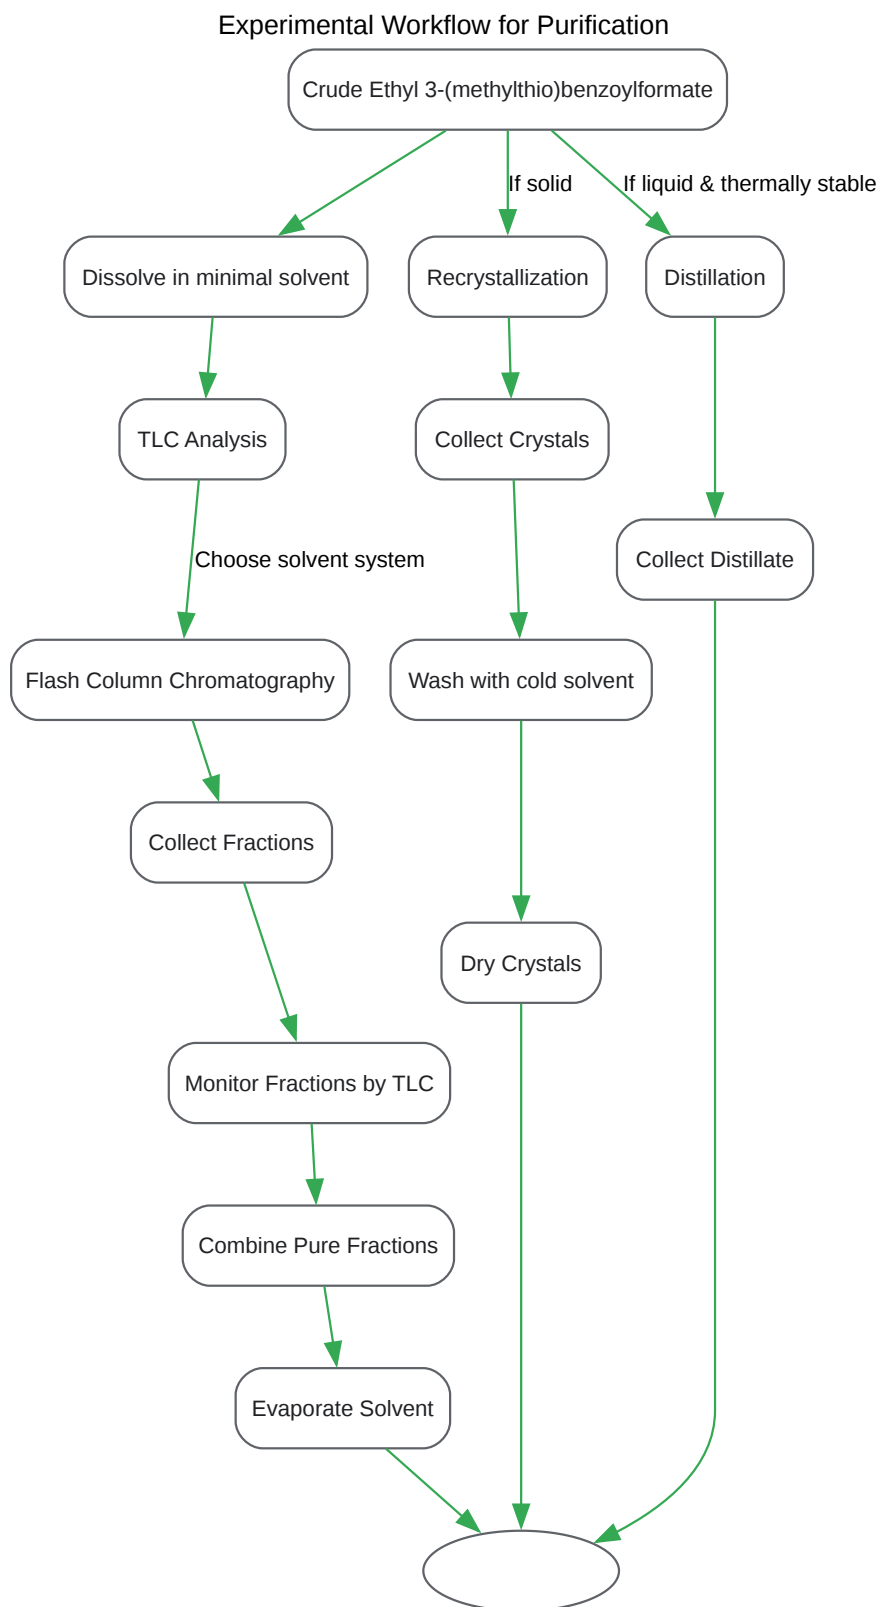 Experimental Workflow for Purification
Crude Ethyl 3-(methylthio)benzoylformate
If solid
If liquid & thermally stable
Dissolve in minimal solvent
Recrystallization
Distillation
TLC Analysis
Collect Crystals
Choose solvent system
Collect Distillate
Flash Column Chromatography
Wash with cold solvent
Collect Fractions
Dry Crystals
Monitor Fractions by TLC
Combine Pure Fractions
Evaporate Solvent